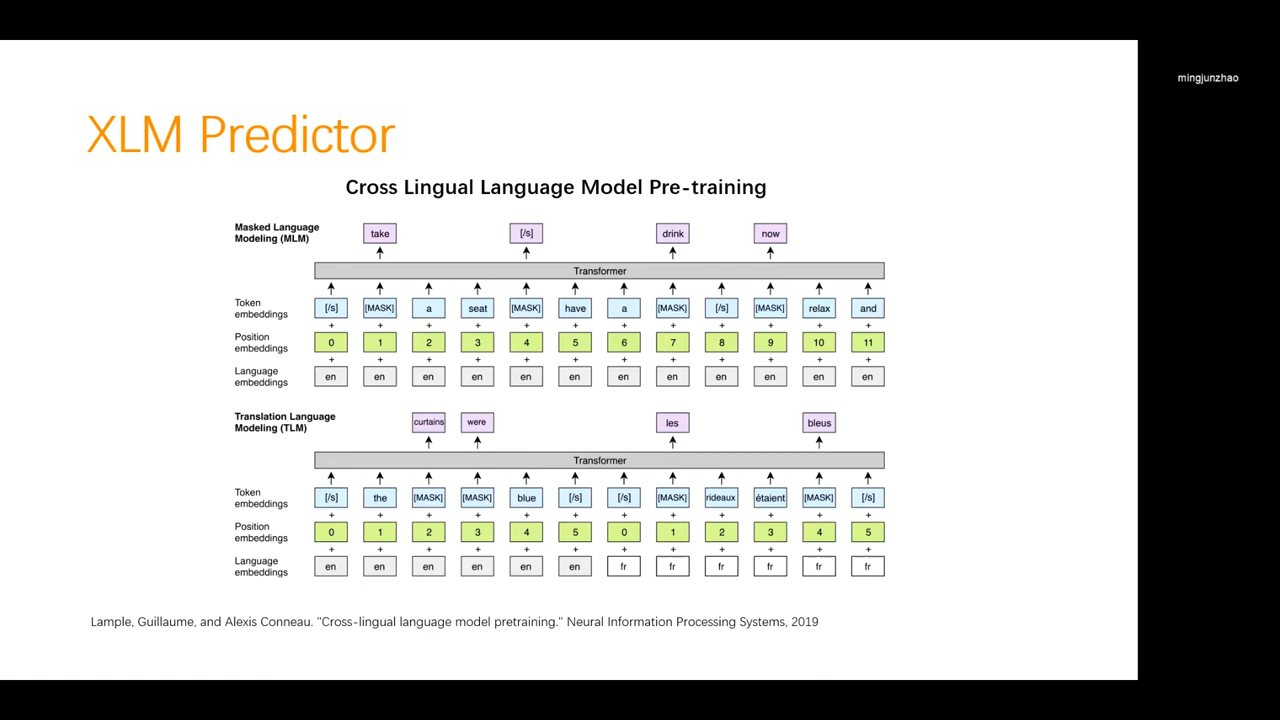 mingjunzhao
XLM Predictor
Cross Lingual Language Model Pre-training
Masked Language
Modeling (MLM)
take [/s] drink now
Transformer
Token
embeddings
[/s] [MASK] a seat [MASK] have a [MASK] [/s] [MASK] relax and
+ + + + + + + + + + + +
Position
embeddings
0 1 2 3 4 5 6 7 8 9 10 11
+ + + + + + + + + + + +
Language
embeddings
en en en en en en en en en en en en
Translation Language
Modeling (TLM)
curtains were les bleus
Transformer
Token
embeddings
[/s] the [MASK] [MASK] blue [/s] [/s] [MASK] rideaux étaient [MASK] [/s]
+ + + + + + + + + + + +
Position
embeddings
0 1 2 3 4 5 0 1 2 3 4 5
+ + + + + + + + + + + +
Language
embeddings
en en en en en en fr fr fr fr fr fr
Lample, Guillaume, and Alexis Conneau. "Cross-lingual language model pretraining." Neural Information Processing Systems, 2019